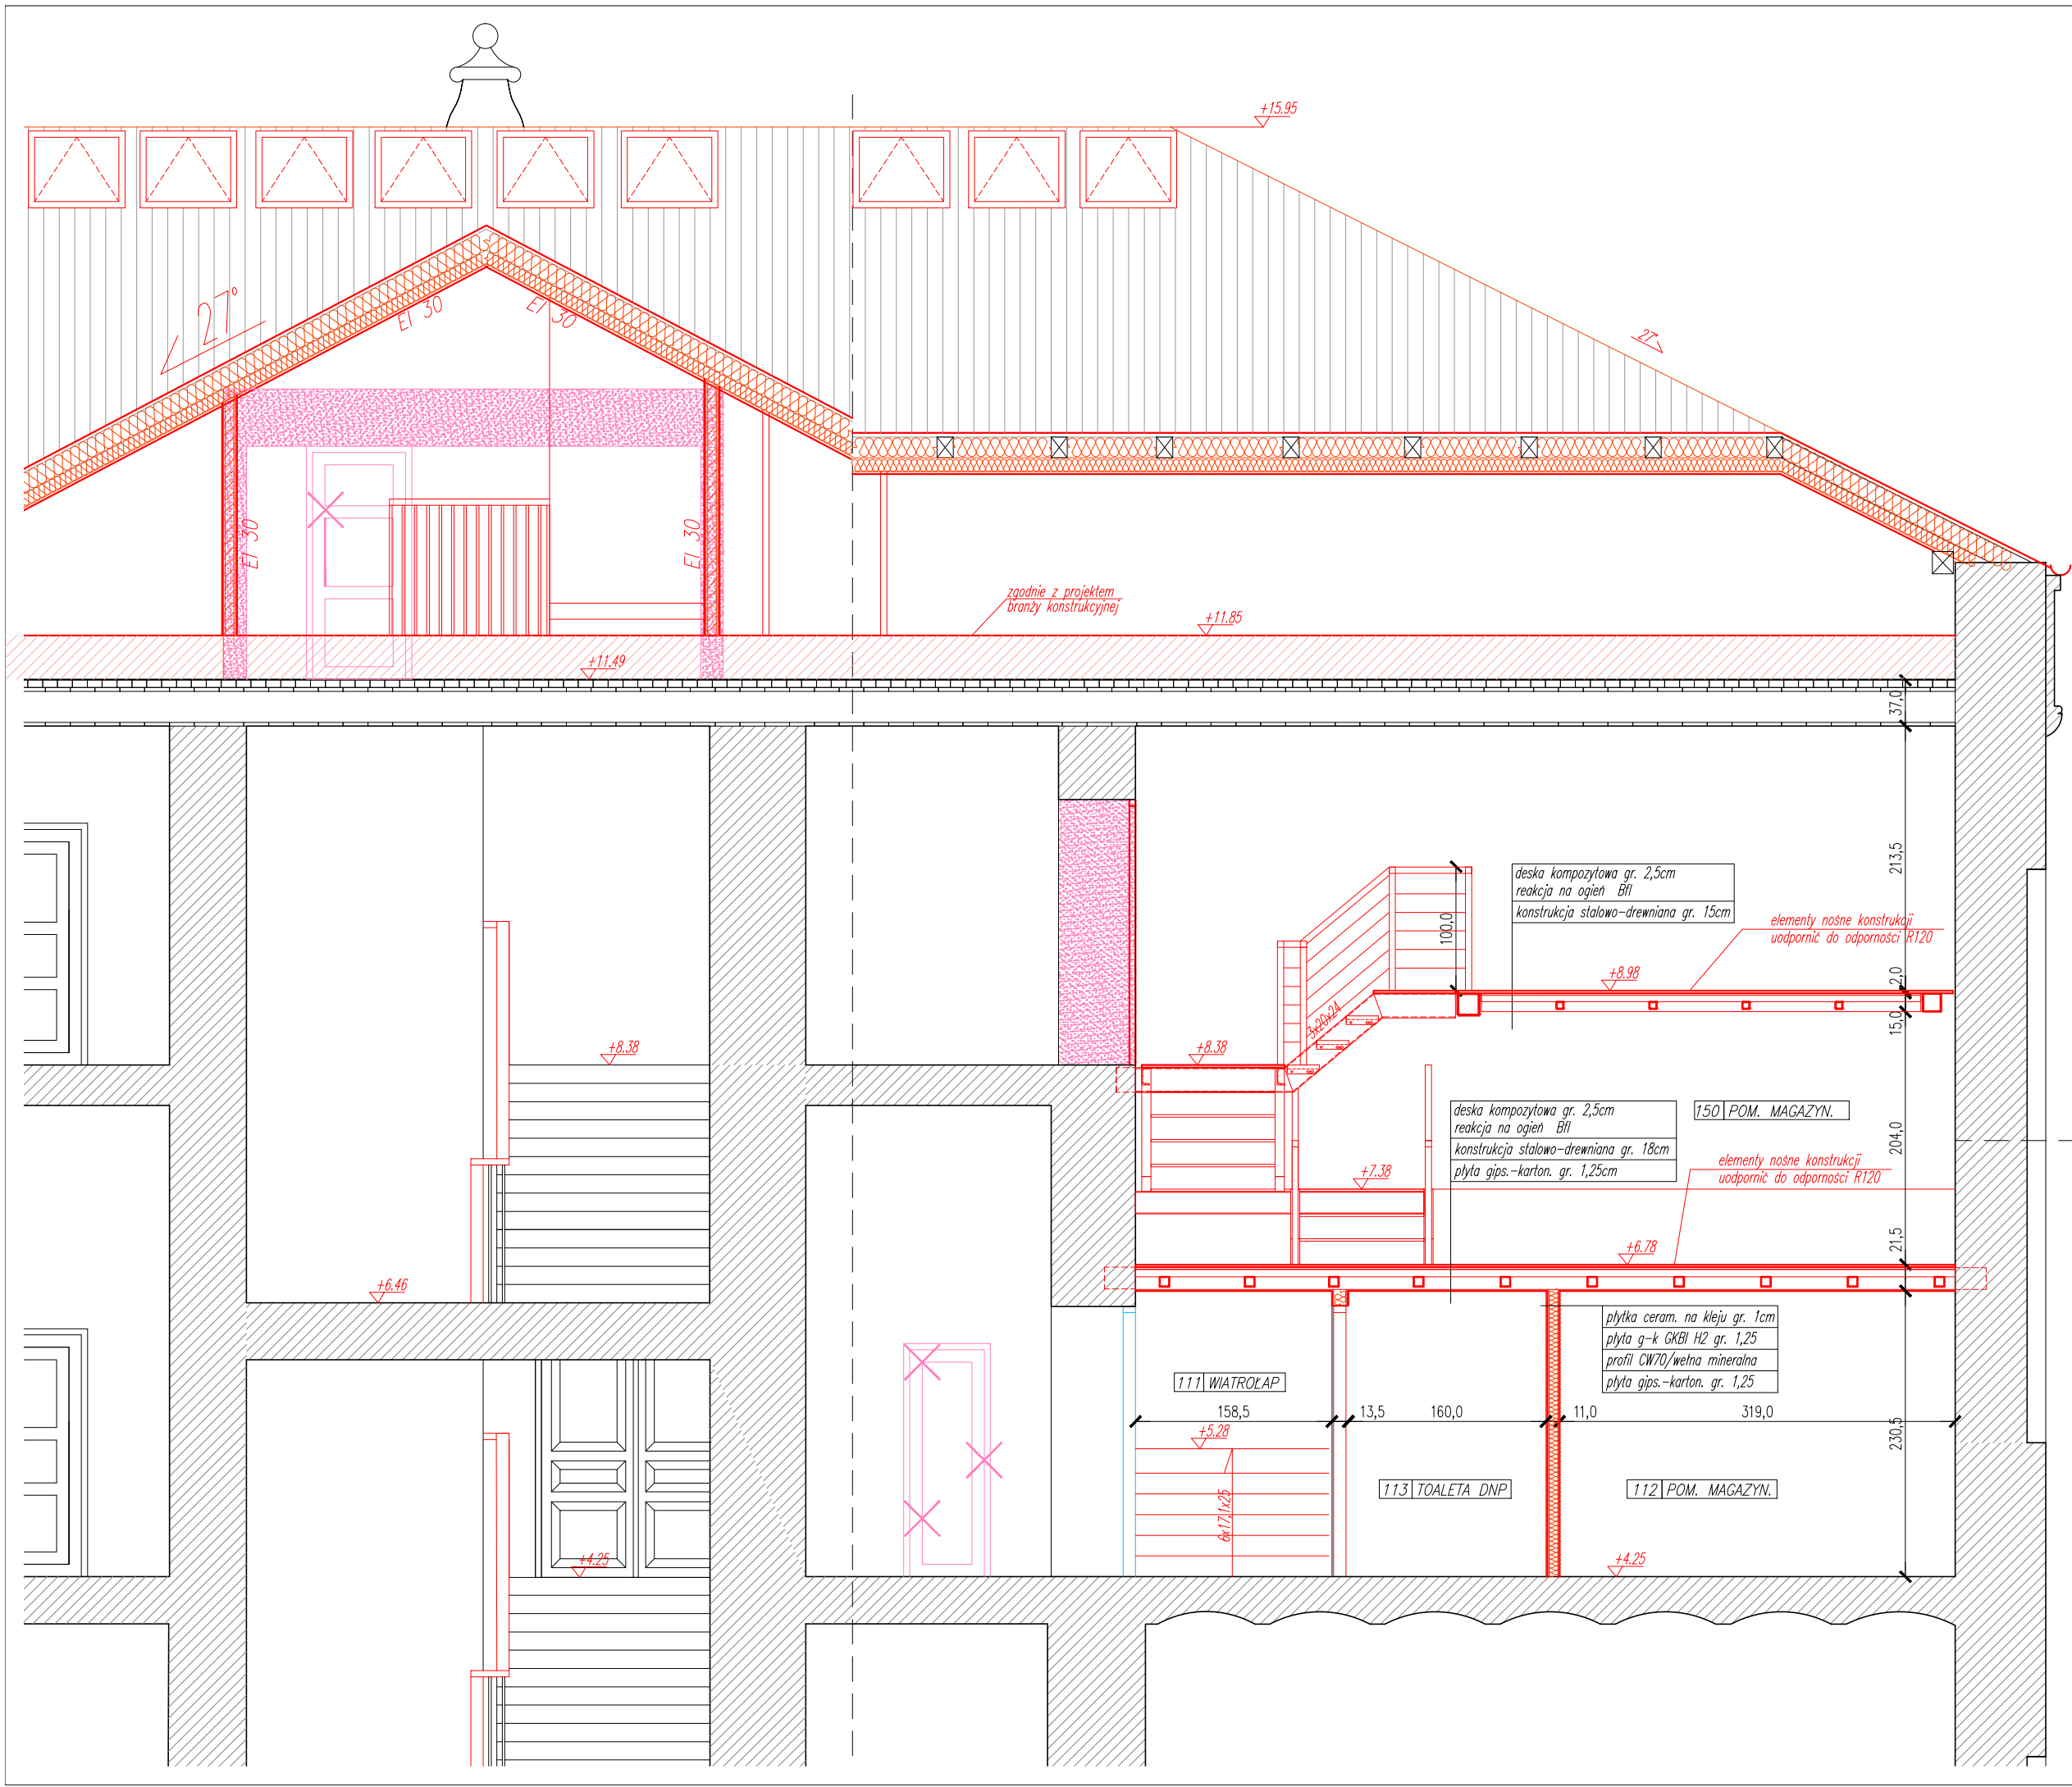 +15.95
27°
27°
EI 30
EI 30
EI 30
EI 30
zgodnie z projektem
branży konstrukcyjnej
+11.85
+11.49
37,0
213,5
deska kompozytowa gr. 2,5cm
reakcja na ogień Bfl
konstrukcja stalowo-drewniana gr. 15cm
100,0
elementy nośne konstrukcji
uodpornić do odporności R120
+8.98
2,0
15,0
3x20x24
+8.38
+8.38
deska kompozytowa gr. 2,5cm
reakcja na ogień Bfl
konstrukcja stalowo-drewniana gr. 18cm
płyta gips.-karton. gr. 1,25cm
150 POM. MAGAZYN.
204,0
elementy nośne konstrukcji
uodpornić do odporności R120
+7.38
+6.78
21,5
+6.46
płytka ceram. na kleju gr. 1cm
płyta g-k GKBI H2 gr. 1,25
profil CW70/wełna mineralna
płyta gips.-karton. gr. 1,25
111 WIATROŁAP
158,5
13,5
160,0
11,0
319,0
230,5
+5.28
6x17,1x25
113 TOALETA DNP
112 POM. MAGAZYN.
+4.25
+4.25